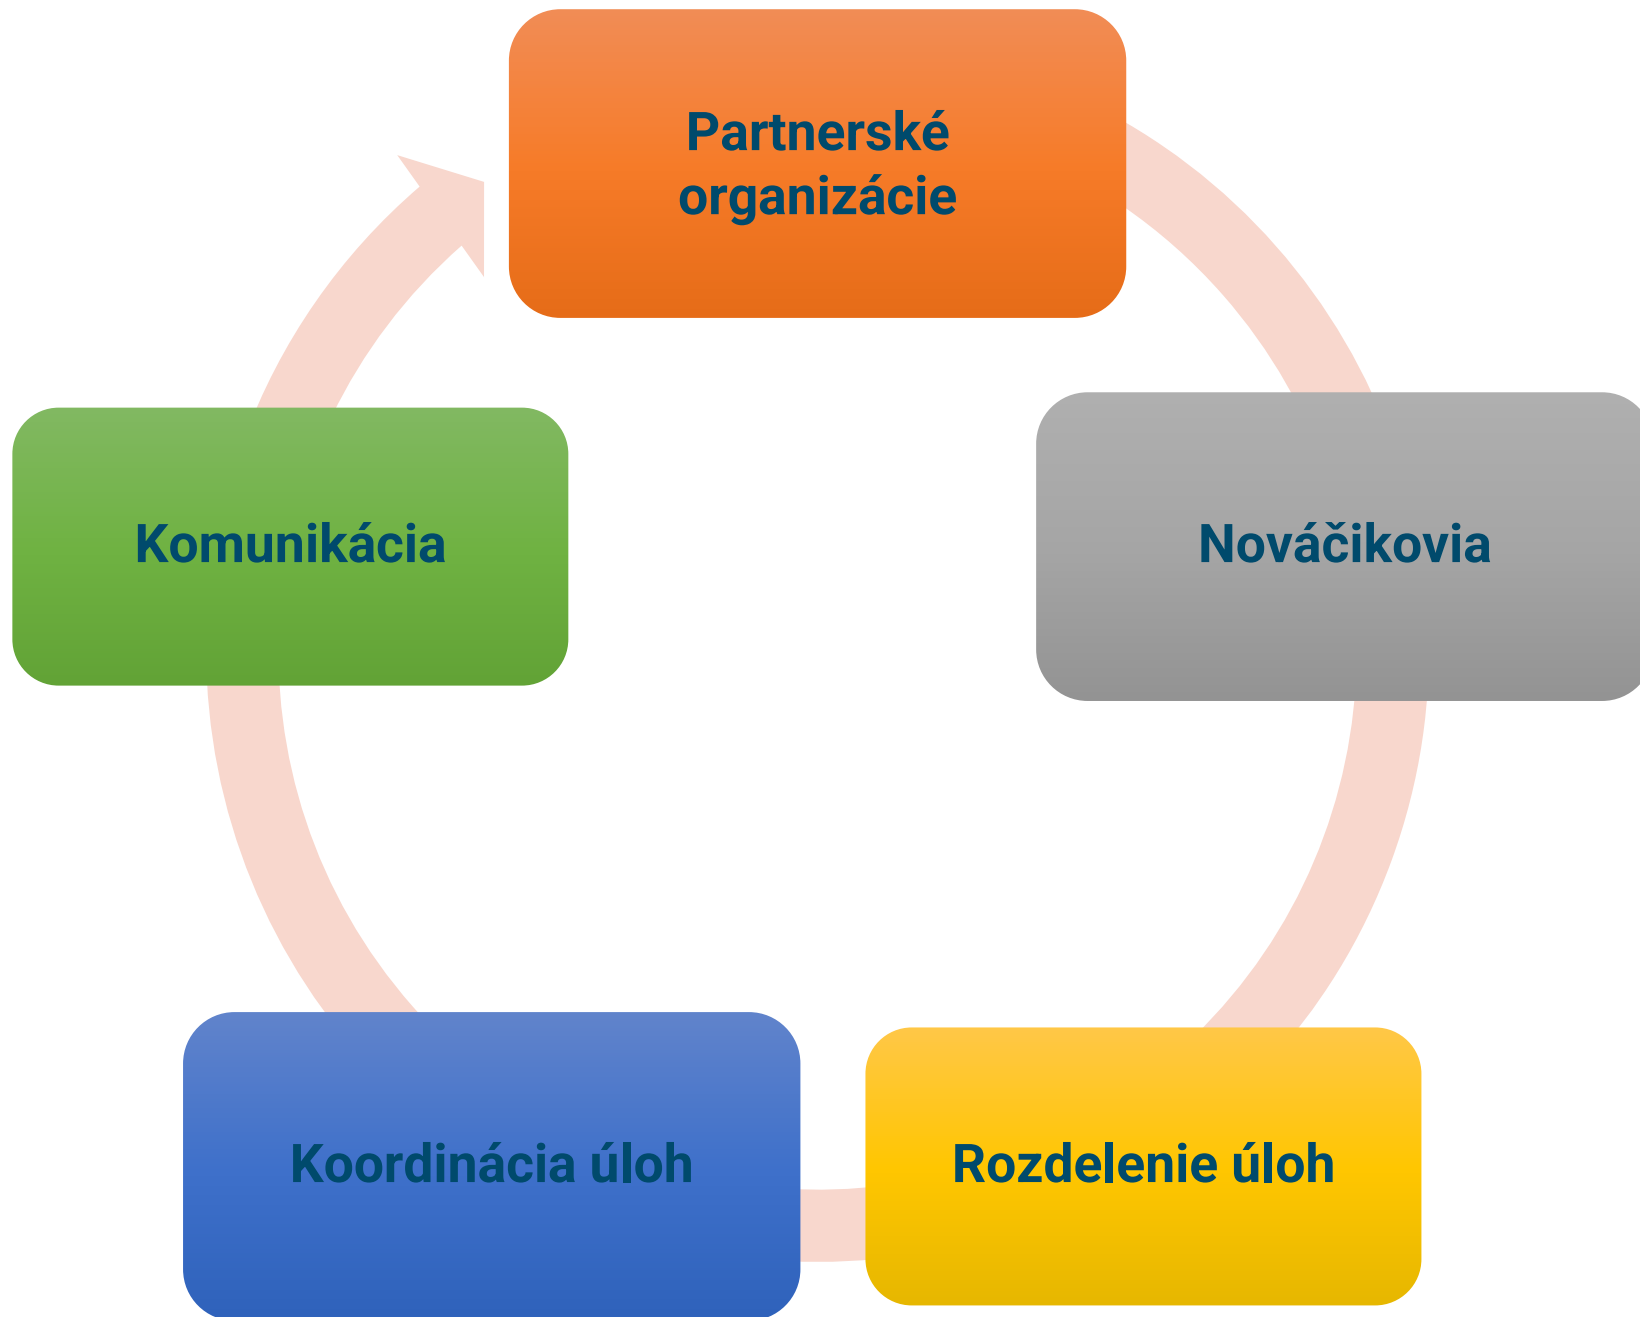 Partnerské
organizácie
Komunikácia
Nováčikovia
Koordinácia úloh
Rozdelenie úloh